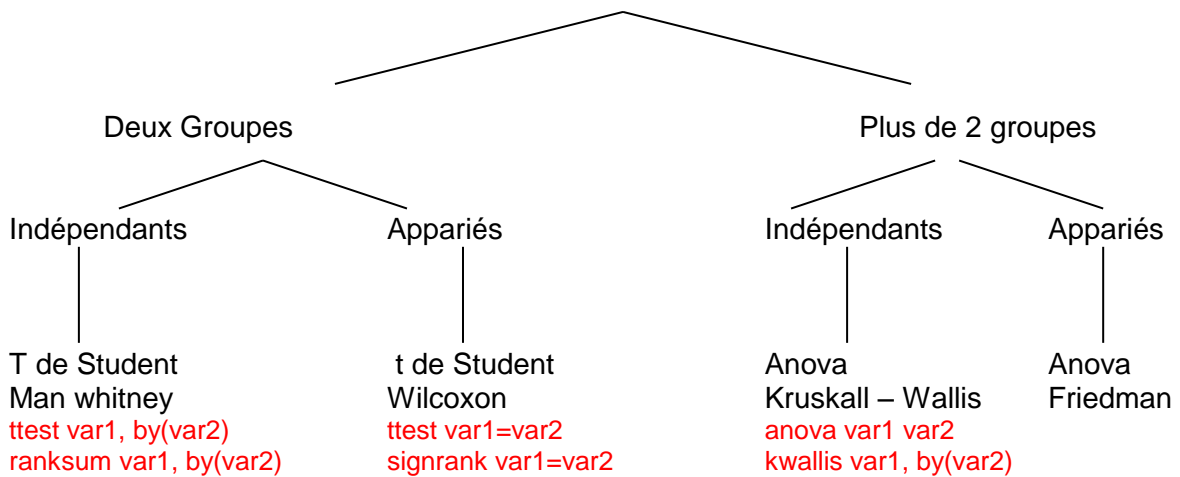 Deux Groupes
Plus de 2 groupes
Indépendants
Appariés
Indépendants
Appariés
T de Student
Man whitney
ttest var1, by(var2)
ranksum var1, by(var2)
t de Student
Wilcoxon
ttest var1=var2
signrank var1=var2
Anova
Kruskall – Wallis
anova var1 var2
kwallis var1, by(var2)
Anova
Friedman